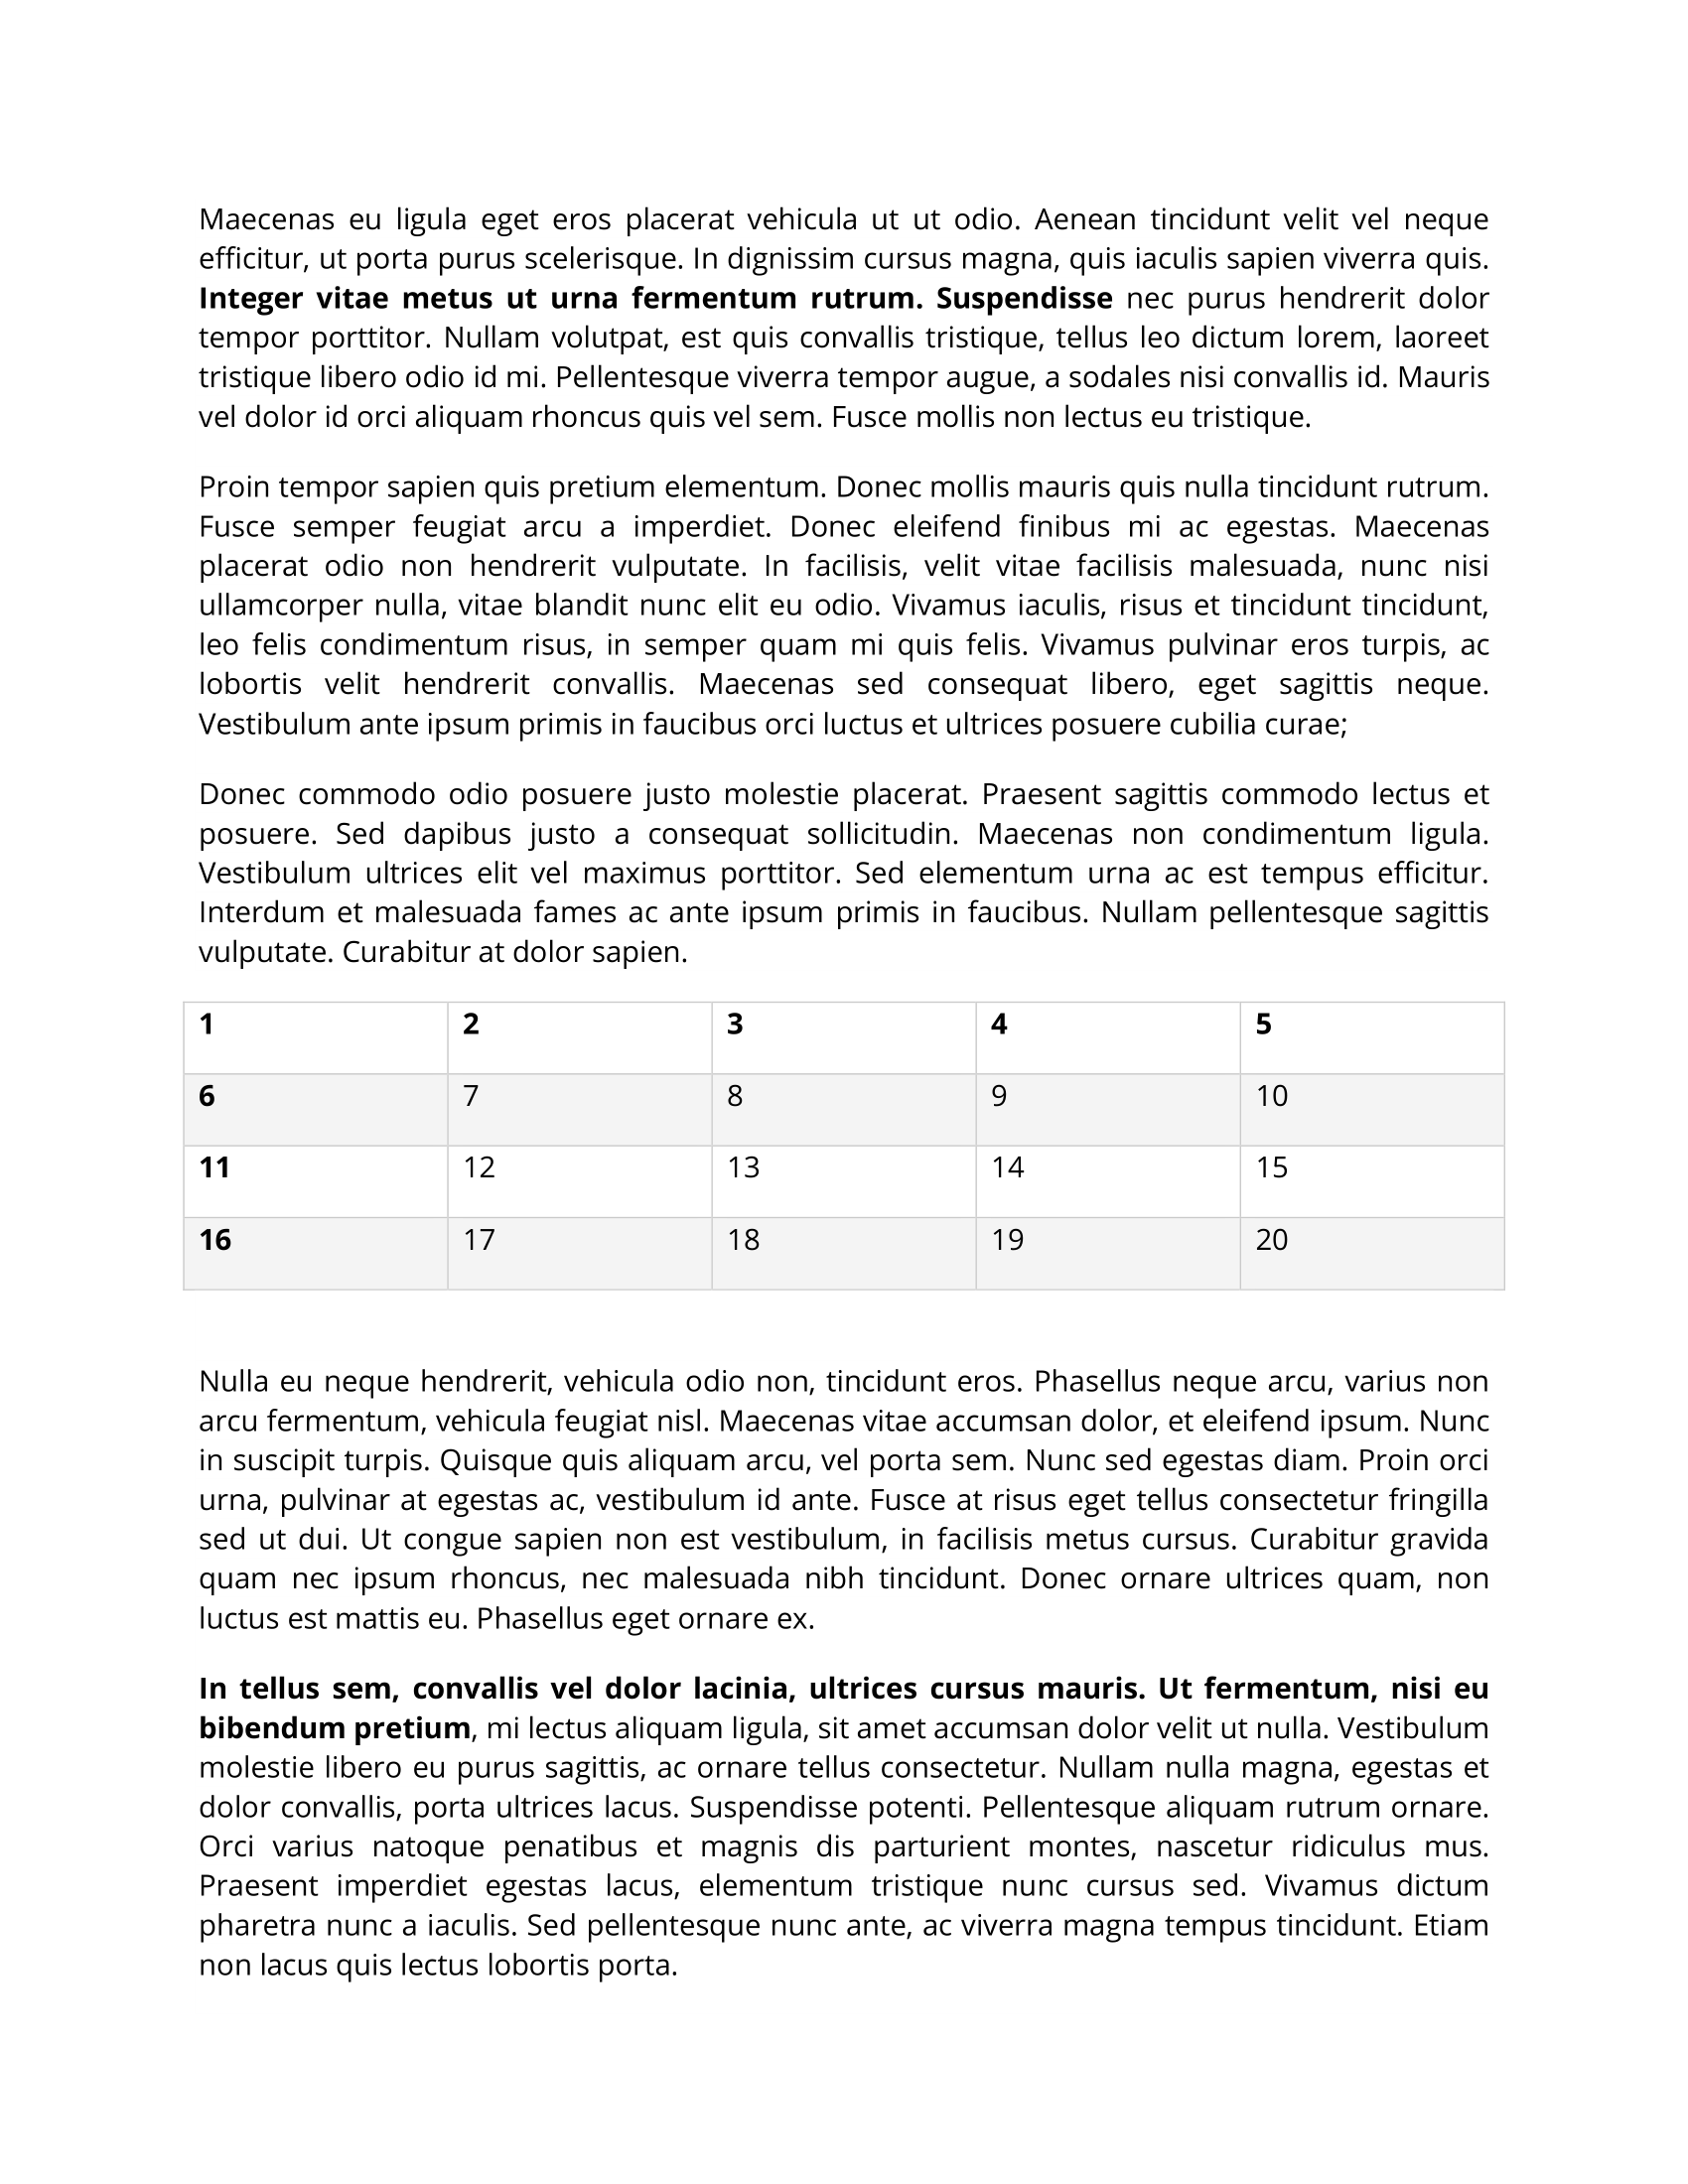 Maecenas eu ligula eget eros placerat vehicula ut ut odio. Aenean tincidunt velit vel neque
efficitur, ut porta purus scelerisque. In dignissim cursus magna, quis iaculis sapien viverra quis.
Integer vitae metus ut urna fermentum rutrum. Suspendisse nec purus hendrerit dolor
tempor porttitor. Nullam volutpat, est quis convallis tristique, tellus leo dictum lorem, laoreet
tristique libero odio id mi. Pellentesque viverra tempor augue, a sodales nisi convallis id. Mauris
vel dolor id orci aliquam rhoncus quis vel sem. Fusce mollis non lectus eu tristique.
Proin tempor sapien quis pretium elementum. Donec mollis mauris quis nulla tincidunt rutrum.
Fusce semper feugiat arcu a imperdiet. Donec eleifend finibus mi ac egestas. Maecenas
placerat odio non hendrerit vulputate. In facilisis, velit vitae facilisis malesuada, nunc nisi
ullamcorper nulla, vitae blandit nunc elit eu odio. Vivamus iaculis, risus et tincidunt tincidunt,
leo felis condimentum risus, in semper quam mi quis felis. Vivamus pulvinar eros turpis, ac
lobortis velit hendrerit convallis. Maecenas sed consequat libero, eget sagittis neque.
Vestibulum ante ipsum primis in faucibus orci luctus et ultrices posuere cubilia curae;
Donec commodo odio posuere justo molestie placerat. Praesent sagittis commodo lectus et
posuere. Sed dapibus justo a consequat sollicitudin. Maecenas non condimentum ligula.
Vestibulum ultrices elit vel maximus porttitor. Sed elementum urna ac est tempus efficitur.
Interdum et malesuada fames ac ante ipsum primis in faucibus. Nullam pellentesque sagittis
vulputate. Curabitur at dolor sapien.
1 2 3 4 5
6 7 8 9 10
11 12 13 14 15
16 17 18 19 20
Nulla eu neque hendrerit, vehicula odio non, tincidunt eros. Phasellus neque arcu, varius non
arcu fermentum, vehicula feugiat nisl. Maecenas vitae accumsan dolor, et eleifend ipsum. Nunc
in suscipit turpis. Quisque quis aliquam arcu, vel porta sem. Nunc sed egestas diam. Proin orci
urna, pulvinar at egestas ac, vestibulum id ante. Fusce at risus eget tellus consectetur fringilla
sed ut dui. Ut congue sapien non est vestibulum, in facilisis metus cursus. Curabitur gravida
quam nec ipsum rhoncus, nec malesuada nibh tincidunt. Donec ornare ultrices quam, non
luctus est mattis eu. Phasellus eget ornare ex.
In tellus sem, convallis vel dolor lacinia, ultrices cursus mauris. Ut fermentum, nisi eu
bibendum pretium, mi lectus aliquam ligula, sit amet accumsan dolor velit ut nulla. Vestibulum
molestie libero eu purus sagittis, ac ornare tellus consectetur. Nullam nulla magna, egestas et
dolor convallis, porta ultrices lacus. Suspendisse potenti. Pellentesque aliquam rutrum ornare.
Orci varius natoque penatibus et magnis dis parturient montes, nascetur ridiculus mus.
Praesent imperdiet egestas lacus, elementum tristique nunc cursus sed. Vivamus dictum
pharetra nunc a iaculis. Sed pellentesque nunc ante, ac viverra magna tempus tincidunt. Etiam
non lacus quis lectus lobortis porta.